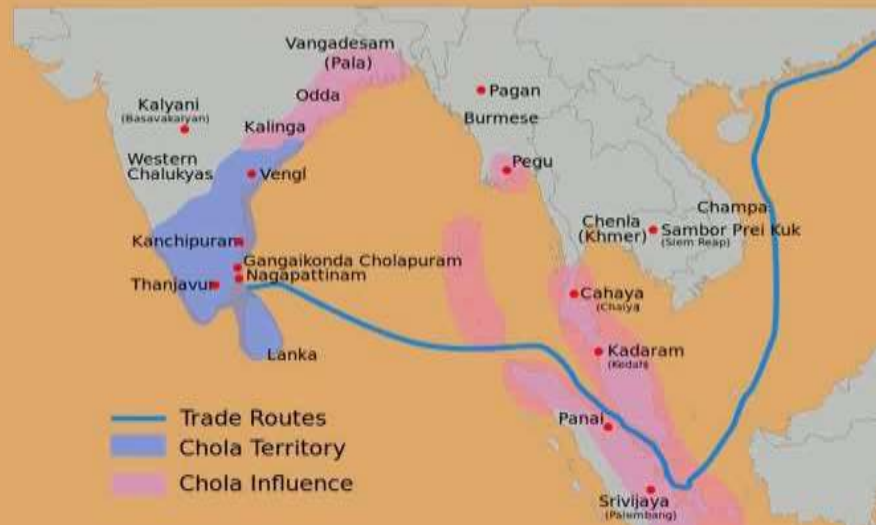 Vangadesam
(Pala)
Odda
Kalinga
Kalyani
(Basavakalyan)
Western
Chalukyas
Vengi
Kanchipuram
Gangaikonda Cholapuram
Nagapattinam
Thanjavur
Lanka
Pagan
Burmese
Pegu
Champa
Chenla
(Khmer)
Sambor Prei Kuk
(Siem Reap)
Cahaya
(Chaiya)
Kadaram
(Kedah)
Panai
Srivijaya
(Palembang)
Trade Routes
Chola Territory
Chola Influence